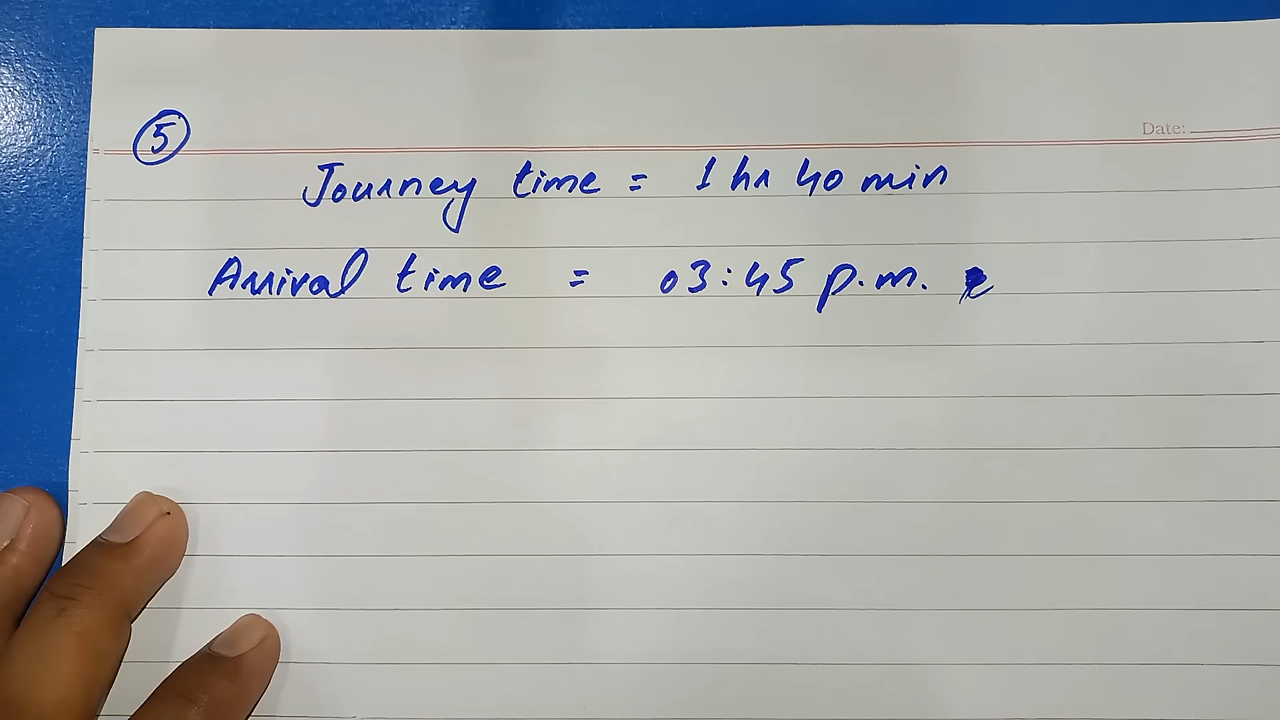 Date:
5
Journey time = 1 hr 40 min
Arrival time = 03:45 p.m.